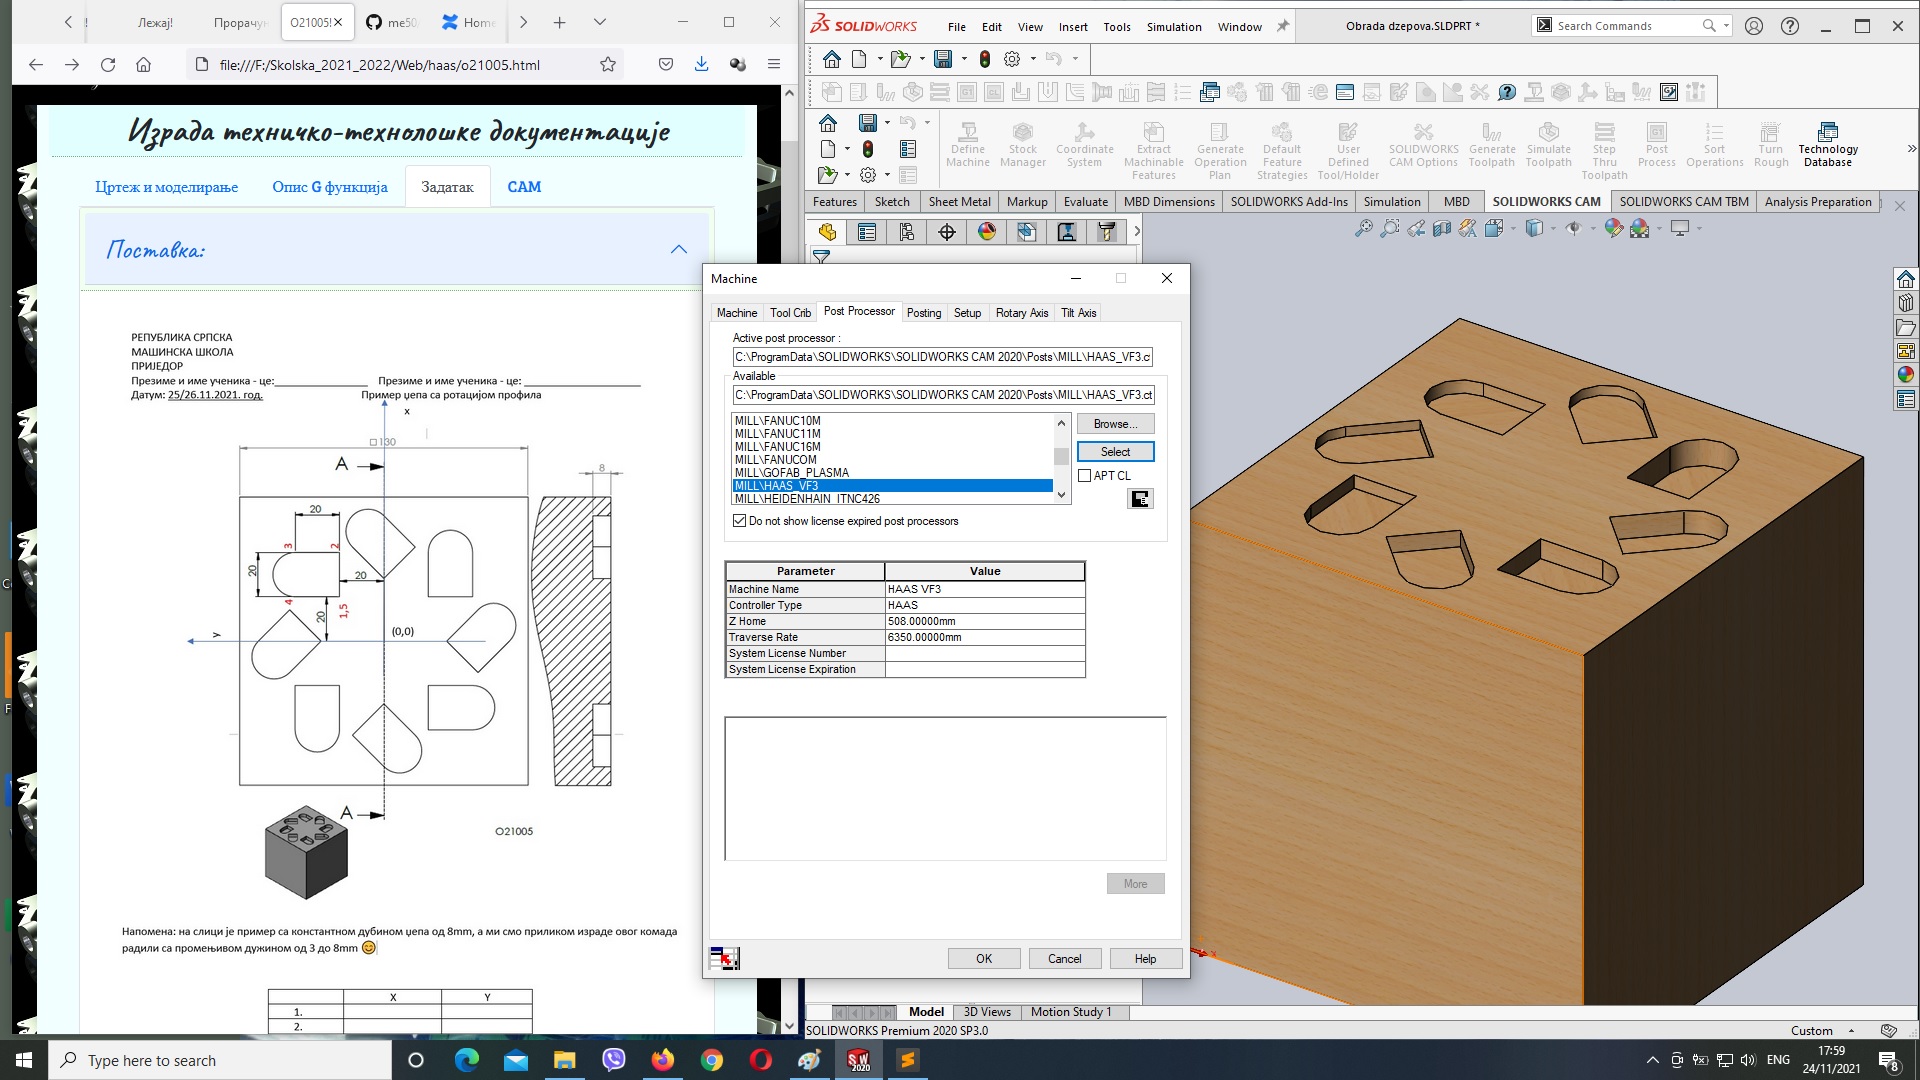 Лежај!
Прорачун
O21005!
me50
Home
file:///F:/Skolska_2021_2022/Web/haas/o21005.html
Израда техничко-технолошке документације
Цртеж и моделирање
Опис G функција
Задатак
CAM
Поставка:
РЕПУБЛИКА СРПСКА
МАШИНСКА ШКОЛА
ПРИЈЕДОР
Презиме и име ученика - це:________________ Презиме и име ученика - це: ____________________
Датум: 25/26.11.2021. год. Пример џепа са ротацијом профила
x
□130
A
8
20
3
2
20
20
4
20
1,5
y
(0,0)
A
O21005
Напомена: на слици је пример са константном дубином џепа од 8mm, а ми смо приликом израде овог комада
радили са промењивом дужином од 3 до 8mm 😊
X Y
1.
2.
SOLIDWORKS
File Edit View Insert Tools Simulation Window
Obrada dzepova.SLDPRT *
Search Commands
Define Machine
Stock Manager
Coordinate System
Extract Machinable Features
Generate Operation Plan
Default Feature Strategies
User Defined Tool/Holder
SOLIDWORKS CAM Options
Generate Toolpath
Simulate Toolpath
Step Thru Toolpath
Post Process
Sort Operations
Turn Rough
Technology Database
Features Sketch Sheet Metal Markup Evaluate MBD Dimensions SOLIDWORKS Add-Ins Simulation MBD SOLIDWORKS CAM SOLIDWORKS CAM TBM Analysis Preparation
Machine
Machine Tool Crib Post Processor Posting Setup Rotary Axis Tilt Axis
Active post processor :
C:\ProgramData\SOLIDWORKS\SOLIDWORKS CAM 2020\Posts\MILL\HAAS_VF3.c
Available
C:\ProgramData\SOLIDWORKS\SOLIDWORKS CAM 2020\Posts\MILL\HAAS_VF3.ct
MILL\FANUC10M
MILL\FANUC11M
MILL\FANUC16M
MILL\FANUCOM
MILL\GOFAB_PLASMA
MILL\HAAS_VF3
MILL\HEIDENHAIN_ITNC426
Browse...
Select
APT CL
Do not show license expired post processors
Parameter Value
Machine Name HAAS VF3
Controller Type HAAS
Z Home 508.00000mm
Traverse Rate 6350.00000mm
System License Number
System License Expiration
More
OK Cancel Help
Model 3D Views Motion Study 1
SOLIDWORKS Premium 2020 SP3.0
Custom
Type here to search
SW 2020
ENG
17:59
24/11/2021
8